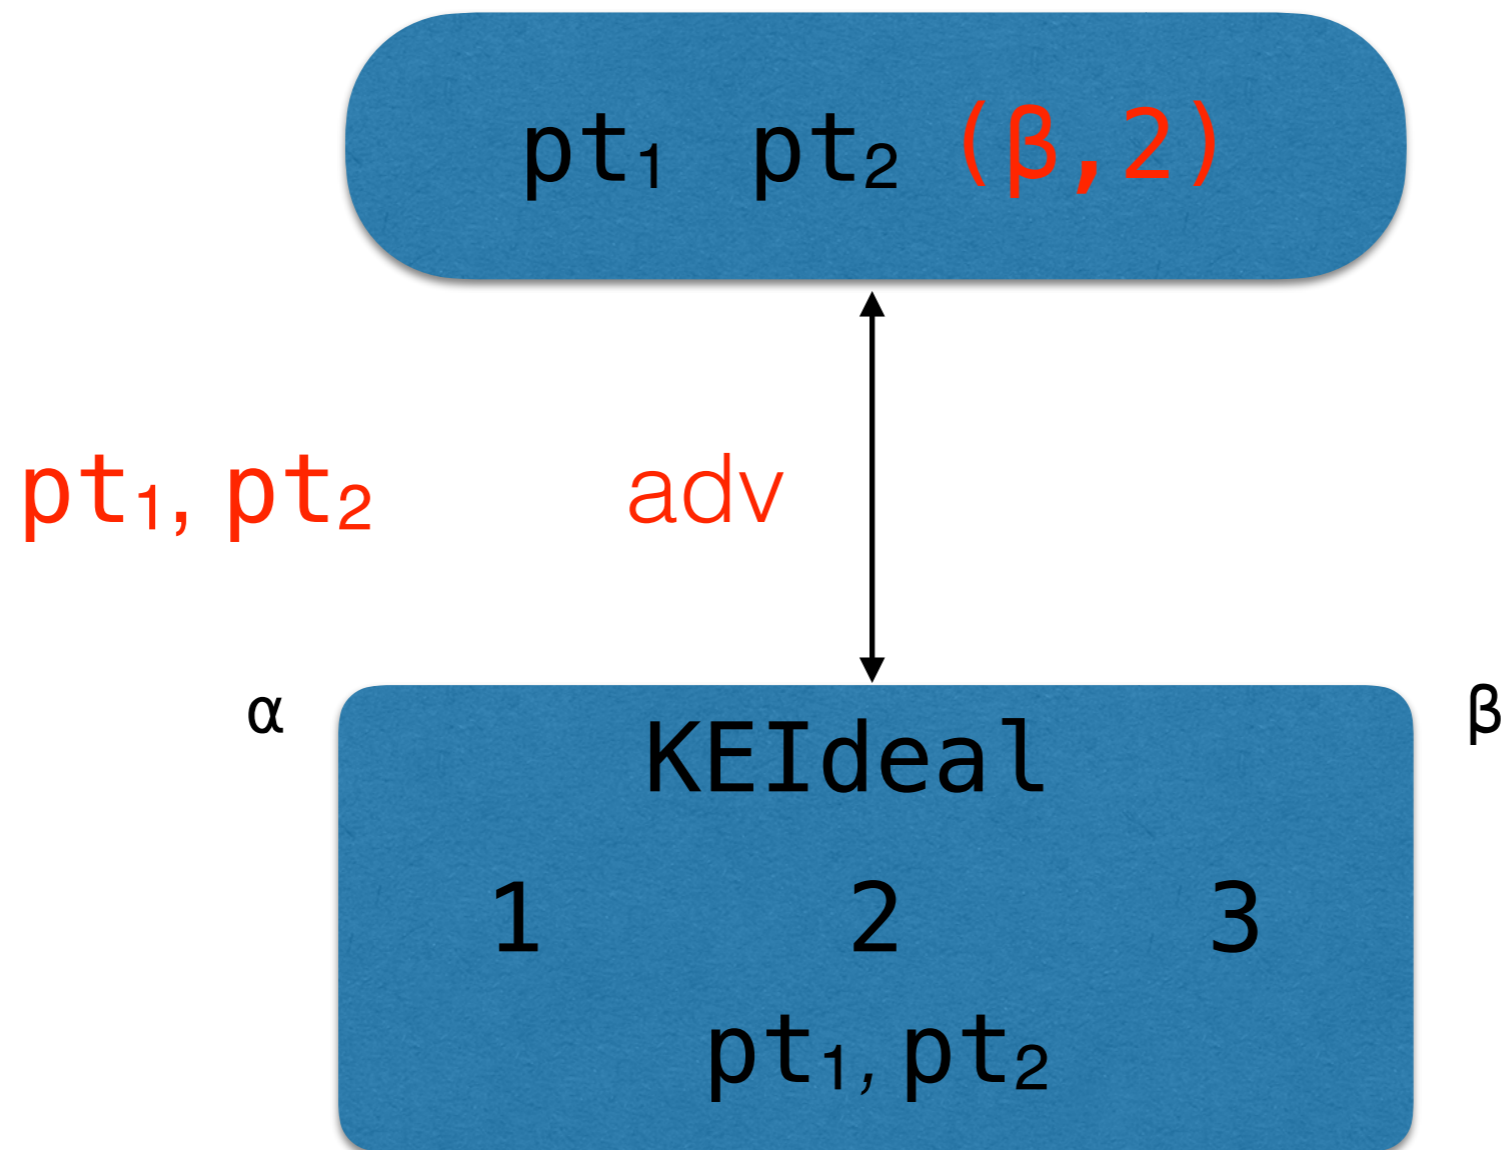 pt₁ pt₂ (β,2)
pt₁, pt₂ adv
α β
KEIdeal
1 2 3
pt₁, pt₂